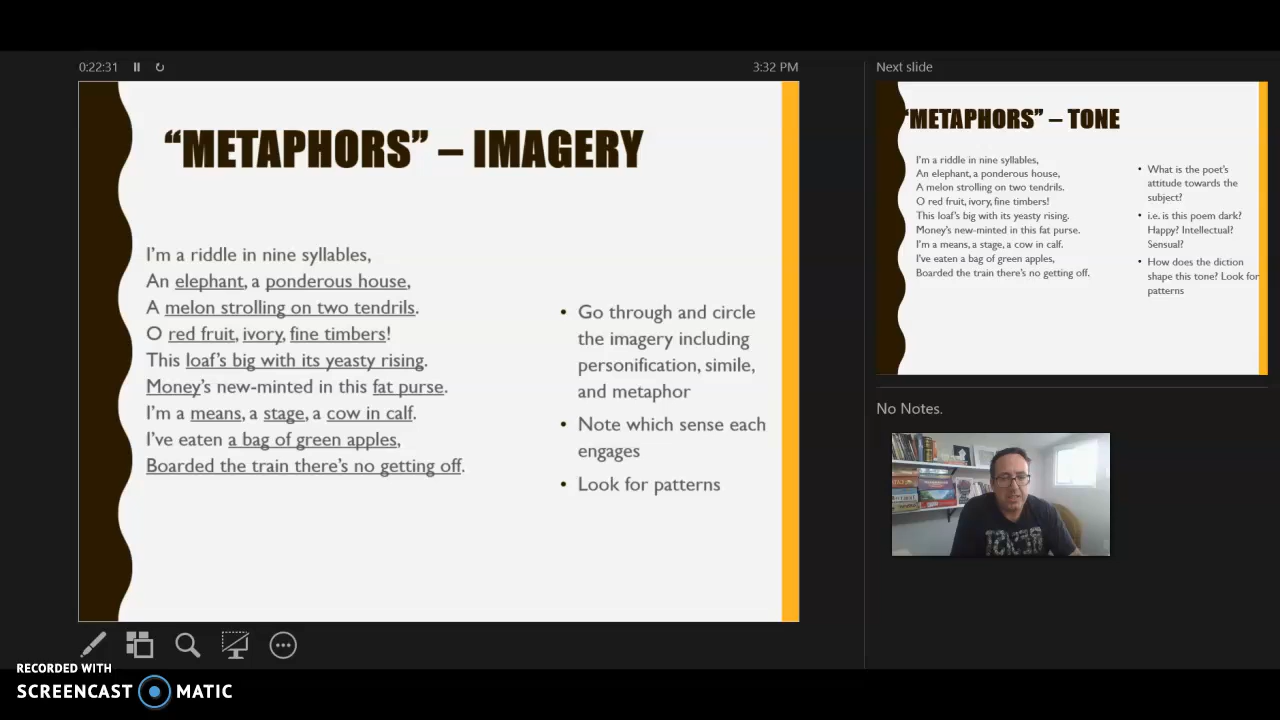 0:22:31
3:32 PM
Next slide
“METAPHORS” – IMAGERY
I’m a riddle in nine syllables,
An elephant, a ponderous house,
A melon strolling on two tendrils.
O red fruit, ivory, fine timbers!
This loaf’s big with its yeasty rising.
Money’s new-minted in this fat purse.
I’m a means, a stage, a cow in calf.
I’ve eaten a bag of green apples,
Boarded the train there’s no getting off.
• Go through and circle
the imagery including
personification, simile,
and metaphor
• Note which sense each
engages
• Look for patterns
“METAPHORS” – TONE
I’m a riddle in nine syllables,
An elephant, a ponderous house,
A melon strolling on two tendrils.
O red fruit, ivory, fine timbers!
This loaf’s big with its yeasty rising.
Money’s new-minted in this fat purse.
I’m a means, a stage, a cow in calf.
I’ve eaten a bag of green apples,
Boarded the train there’s no getting off.
• What is the poet’s
attitude towards the
subject?
• i.e. is this poem dark?
Happy? Intellectual?
Sensual?
• How does the diction
shape this tone? Look for
patterns
No Notes.
RECORDED WITH
SCREENCAST MATIC